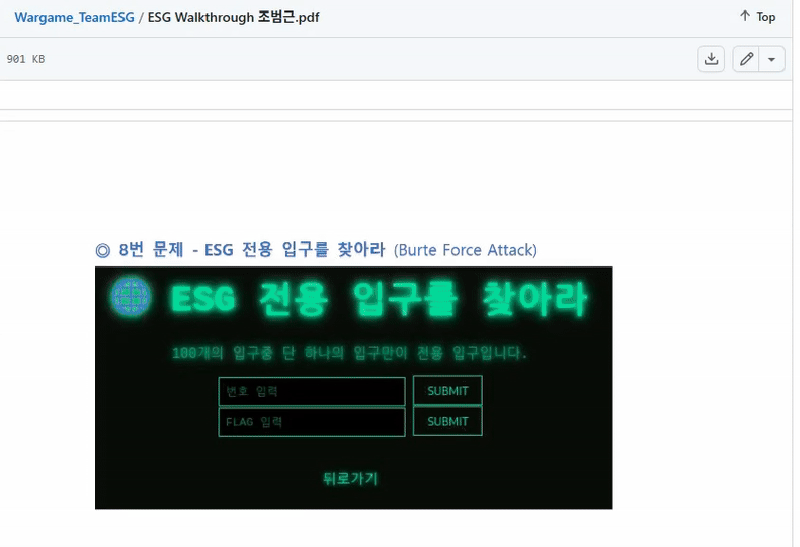 Wargame_TeamESG / ESG Walkthrough 조범근.pdf
Top
901 KB
◎ 8번 문제 - ESG 전용 입구를 찾아라 (Burte Force Attack)
ESG 전용 입구를 찾아라
100개의 입구중 단 하나의 입구만이 전용 입구입니다.
번호 입력 SUBMIT
FLAG 입력 SUBMIT
뒤로가기